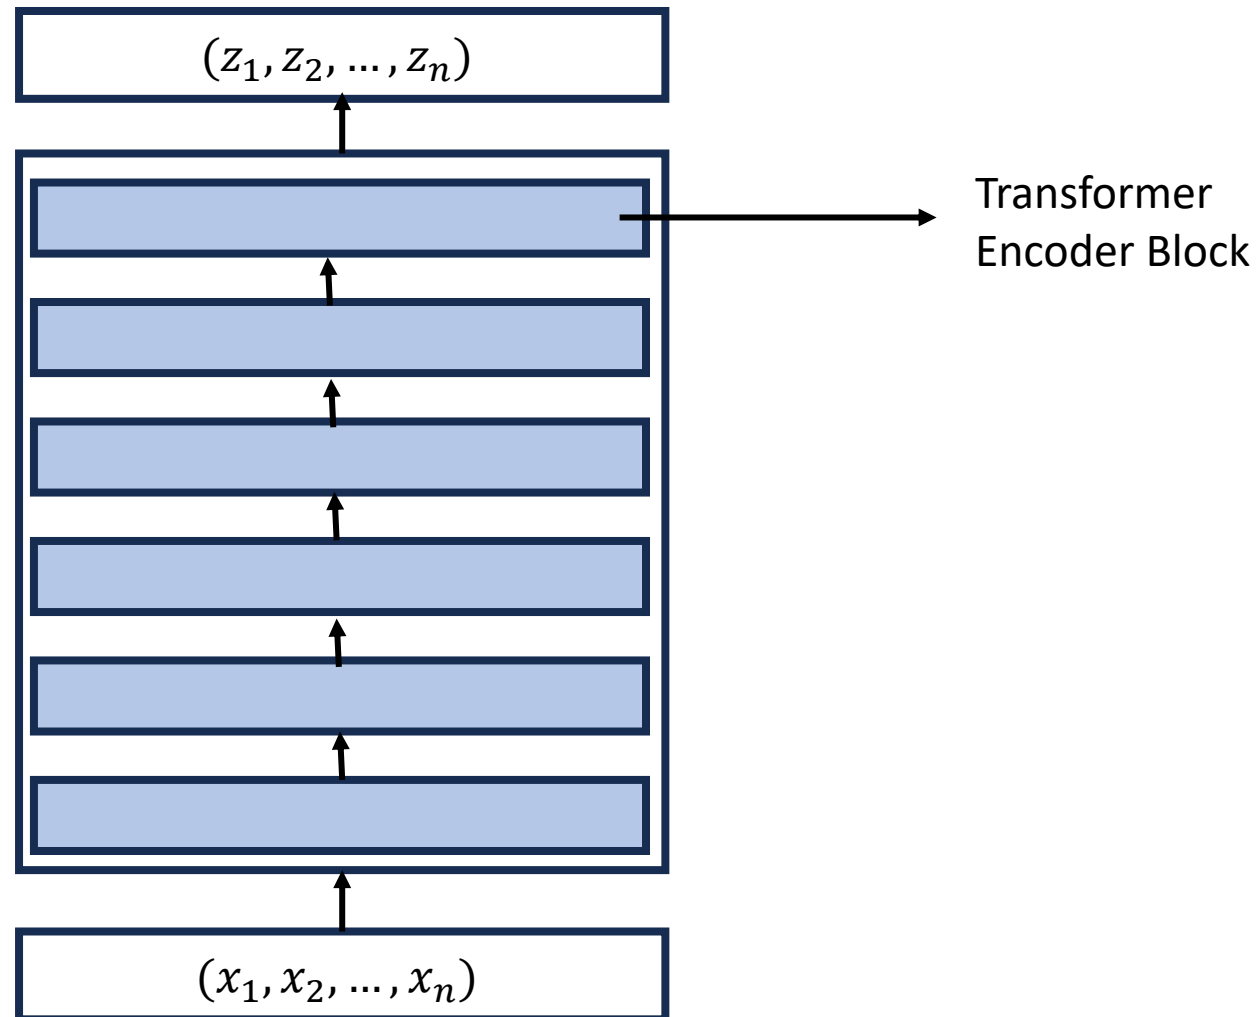 (z₁, z₂, …, zₙ)
Transformer
Encoder Block
(x₁, x₂, …, xₙ)